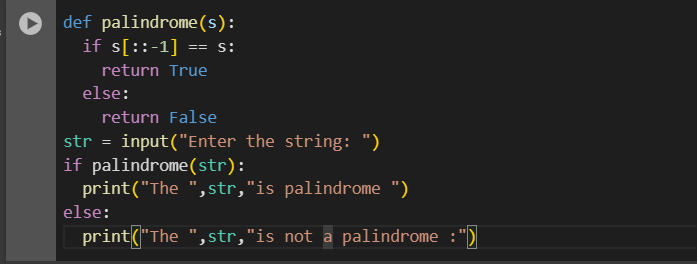 def palindrome(s):
  if s[::-1] == s:
    return True
  else:
    return False
str = input("Enter the string: ")
if palindrome(str):
  print("The ",str,"is palindrome ")
else:
  print("The ",str,"is not a palindrome :")